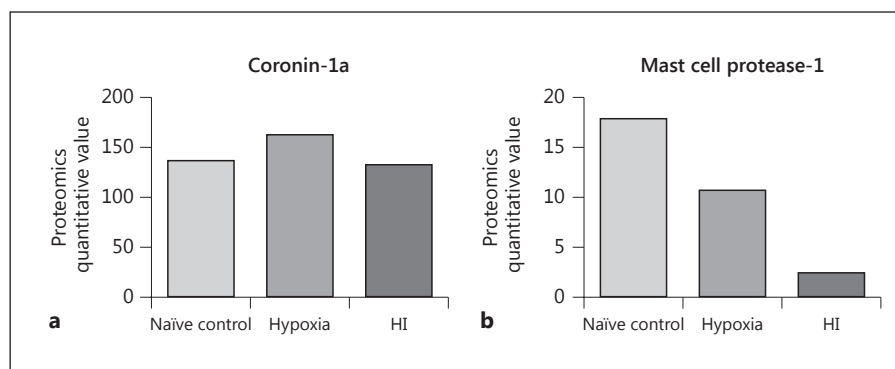 Coronin-1a
Proteomics
quantitative value
200
150
100
50
0
Naïve control
Hypoxia
HI
a
Mast cell protease-1
Proteomics
quantitative value
20
15
10
5
0
Naïve control
Hypoxia
HI
b